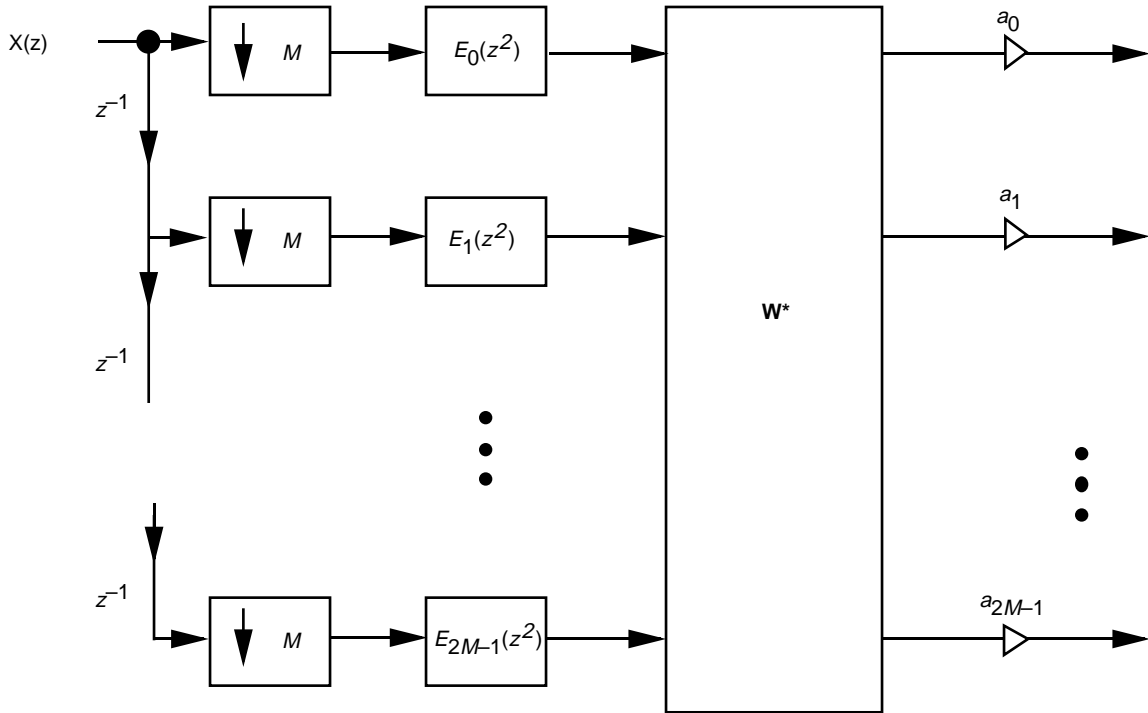 X(z)
M
E₀(z²)
a₀
z⁻¹
M
E₁(z²)
a₁
W*
z⁻¹
z⁻¹
M
E₂M₋₁(z²)
a₂M₋₁